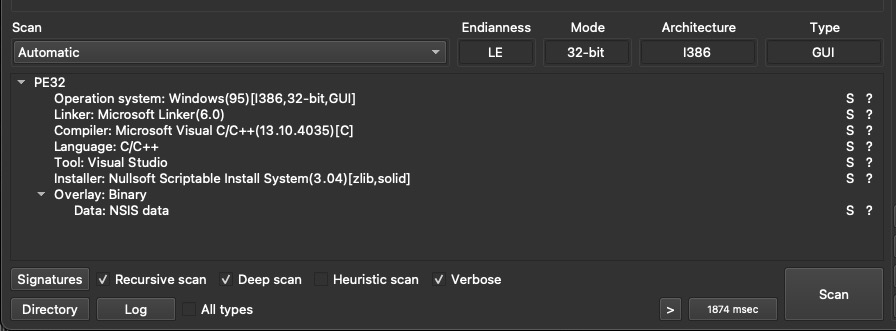 Scan Endianness Mode Architecture Type
Automatic LE 32-bit I386 GUI
PE32
Operation system: Windows(95)[I386,32-bit,GUI] S ?
Linker: Microsoft Linker(6.0) S ?
Compiler: Microsoft Visual C/C++(13.10.4035)[C] S ?
Language: C/C++ S ?
Tool: Visual Studio S ?
Installer: Nullsoft Scriptable Install System(3.04)[zlib,solid] S ?
Overlay: Binary
Data: NSIS data S ?
Signatures Recursive scan Deep scan Heuristic scan Verbose
Scan
Directory Log All types > 1874 msec